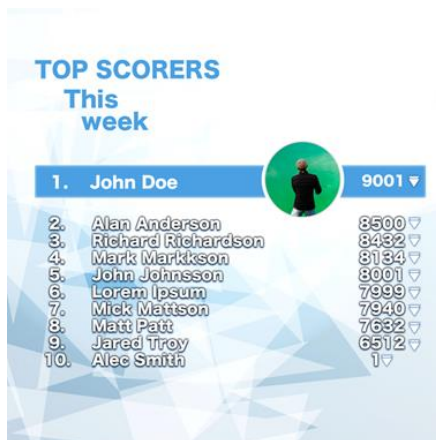 TOP SCORERS
This
week
1. John Doe 9001
2. Alan Anderson 8500
3. Richard Richardson 8432
4. Mark Markkson 8134
5. John Johnsson 8001
6. Lorem Ipsum 7999
7. Mick Mattson 7940
8. Matt Patt 7632
9. Jared Troy 6512
10. Alec Smith 1